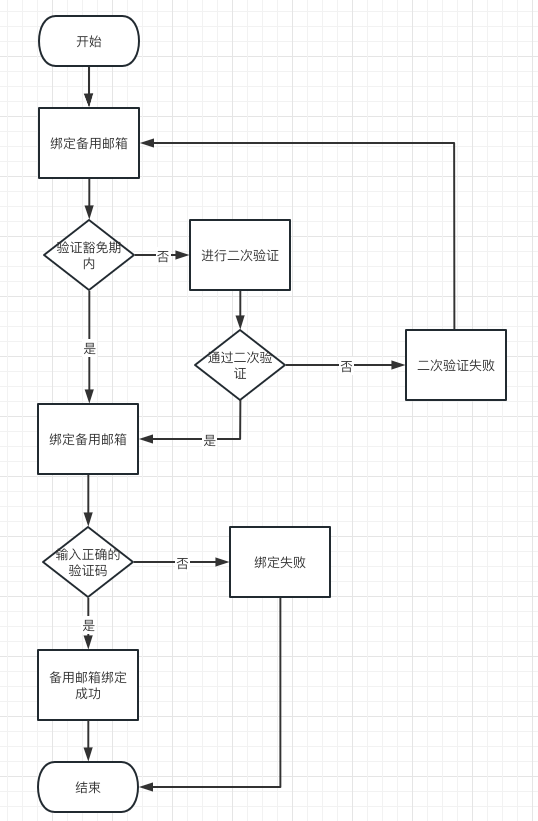 开始
绑定备用邮箱
验证豁免期
内
否
进行二次验证
是
通过二次验
证
否
二次验证失败
绑定备用邮箱
是
输入正确的
验证码
否
绑定失败
是
备用邮箱绑定
成功
结束